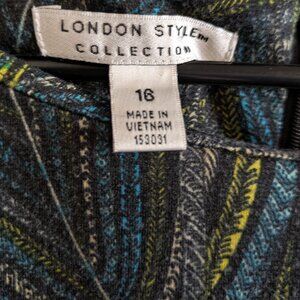 LONDON STYLE™
COLLECTION
16
MADE IN
VIETNAM
153031